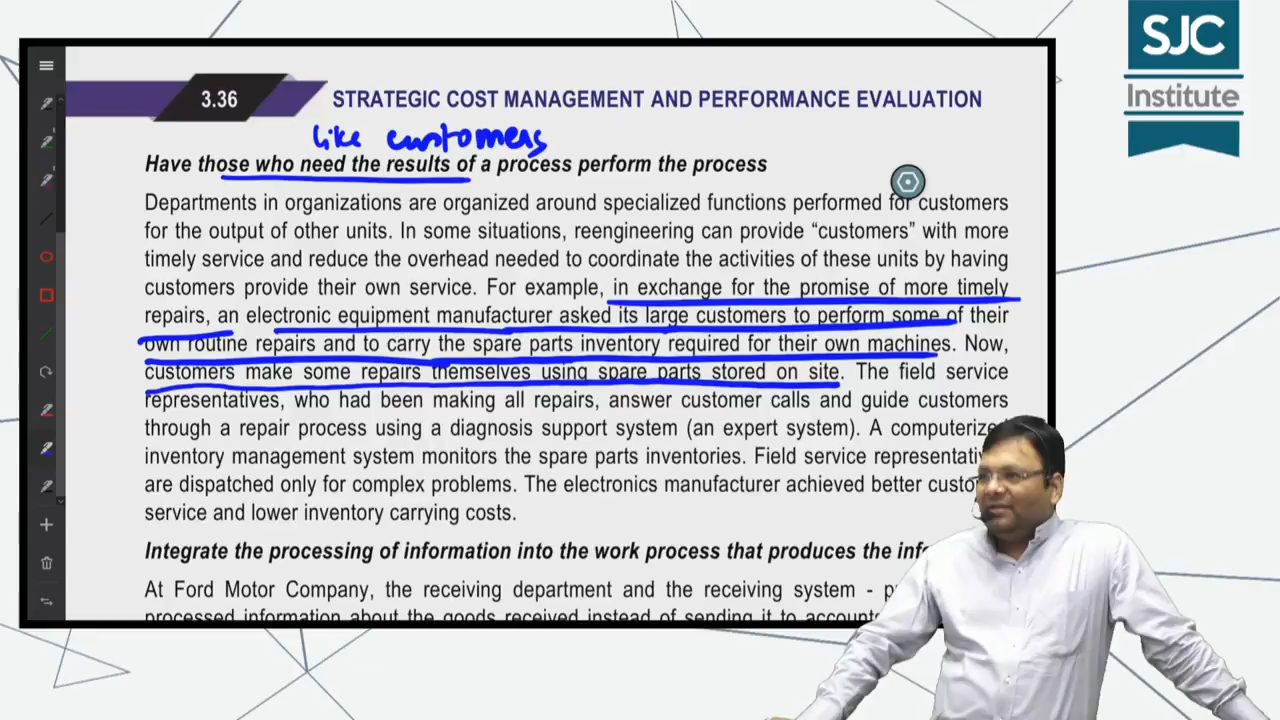 SJC
Institute
3.36
STRATEGIC COST MANAGEMENT AND PERFORMANCE EVALUATION
like customers
Have those who need the results of a process perform the process
Departments in organizations are organized around specialized functions performed for customers
for the output of other units. In some situations, reengineering can provide “customers” with more
timely service and reduce the overhead needed to coordinate the activities of these units by having
customers provide their own service. For example, in exchange for the promise of more timely
repairs, an electronic equipment manufacturer asked its large customers to perform some of their
own routine repairs and to carry the spare parts inventory required for their own machines. Now,
customers make some repairs themselves using spare parts stored on site. The field service
representatives, who had been making all repairs, answer customer calls and guide customers
through a repair process using a diagnosis support system (an expert system). A computerized
inventory management system monitors the spare parts inventories. Field service
are dispatched only for complex problems. The electronics manufacturer achieved better
service and lower inventory carrying costs.
Integrate the processing of information into the work process that produces the
At Ford Motor Company, the receiving department and the receiving system -
processed information about the goods received instead of sending it to